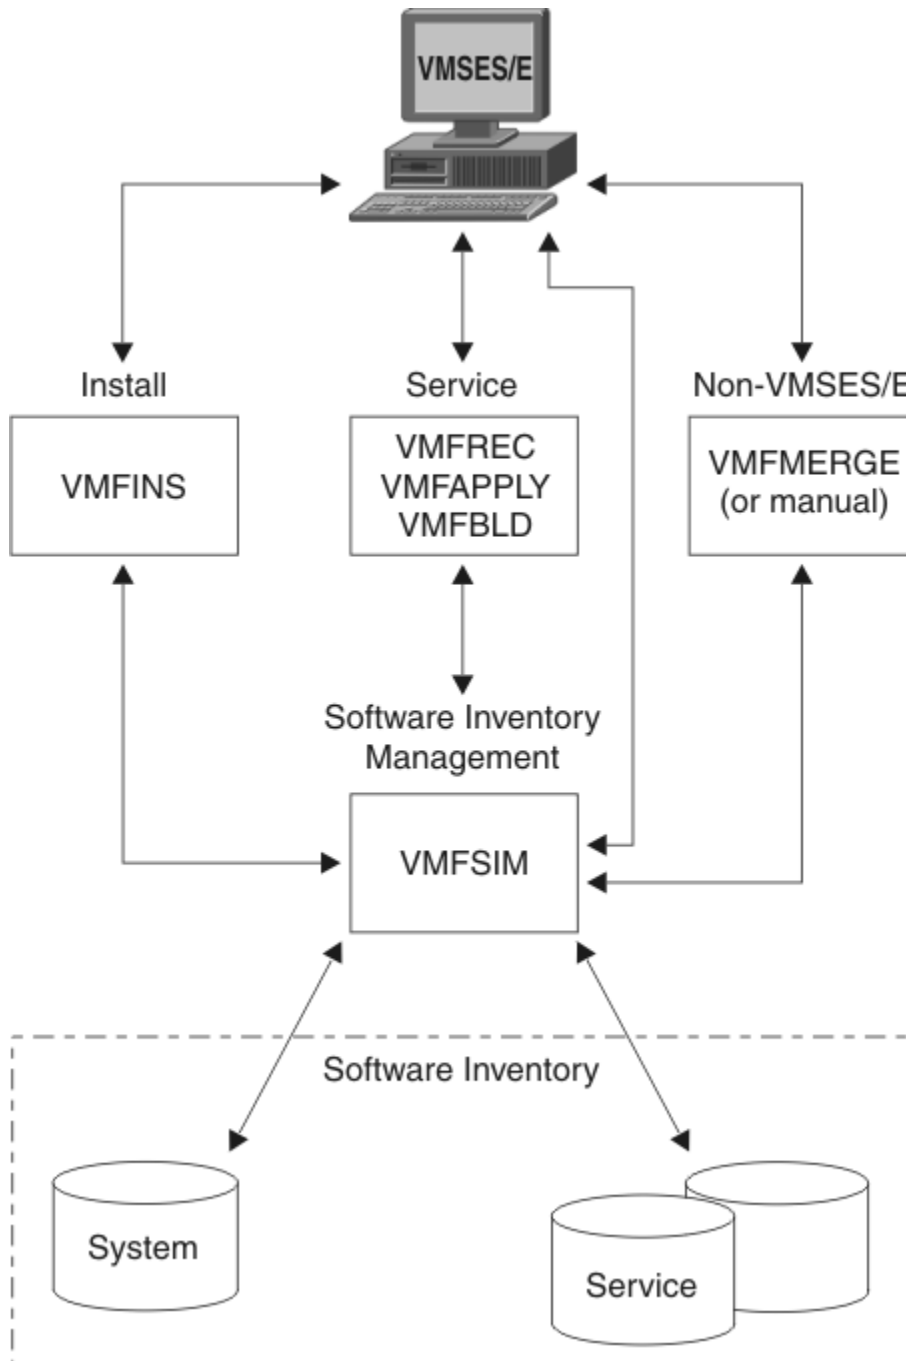 VMSES/E
Install
Service
Non-VMSES/E
VMFINS
VMFREC
VMFAPPLY
VMFBLD
VMFMERGE
(or manual)
Software Inventory
Management
VMFSIM
Software Inventory
System
Service